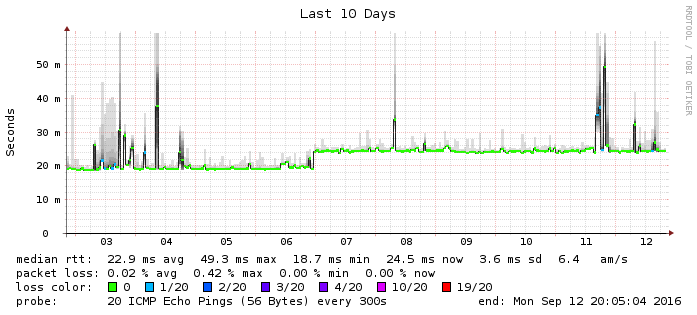 Last 10 Days
RRDTOOL / TOBI OETIKER
Seconds
50 m
40 m
30 m
20 m
10 m
0
03 04 05 06 07 08 09 10 11 12
median rtt: 22.9 ms avg 49.3 ms max 18.7 ms min 24.5 ms now 3.6 ms sd 6.4 am/s
packet loss: 0.02 % avg 0.42 % max 0.00 % min 0.00 % now
loss color: 0 1/20 2/20 3/20 4/20 10/20 19/20
probe: 20 ICMP Echo Pings (56 Bytes) every 300s end: Mon Sep 12 20:05:04 2016